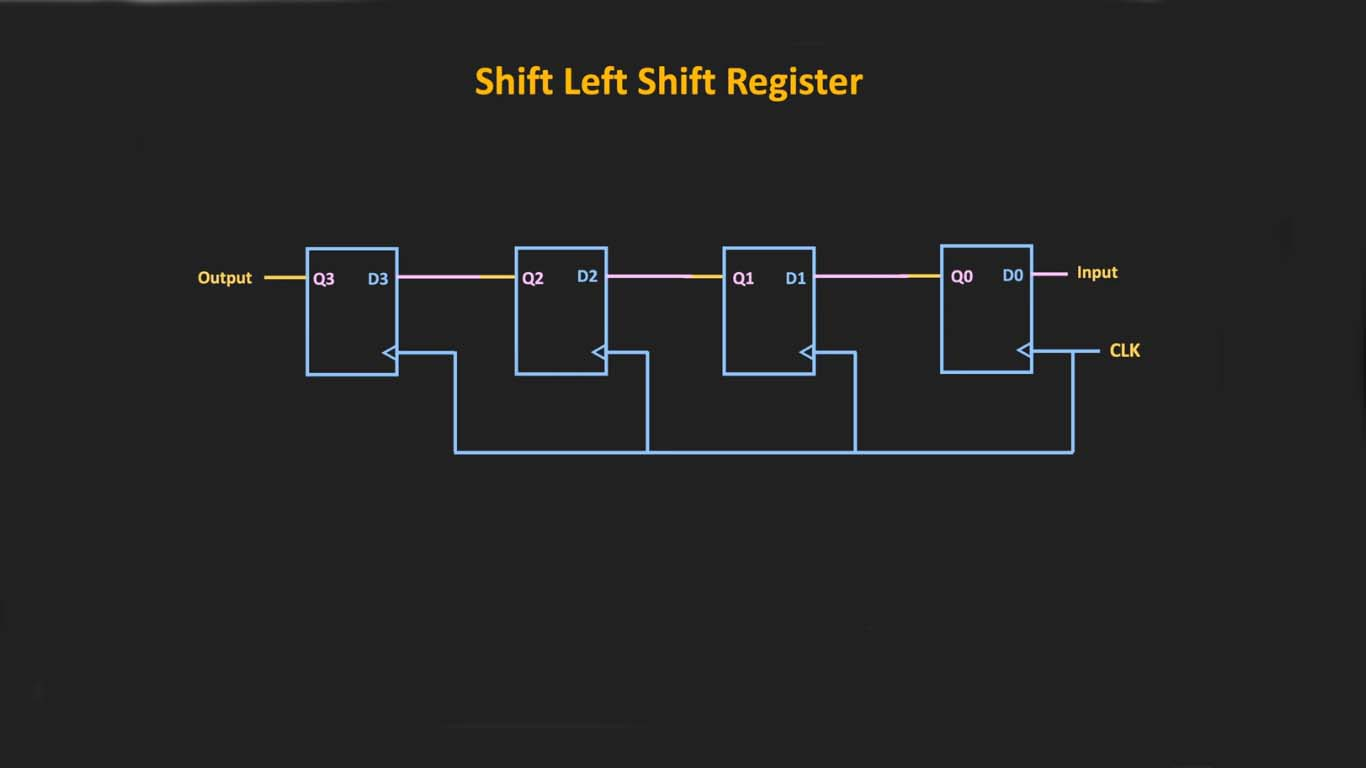 Shift Left Shift Register
Output Q3 D3 Q2 D2 Q1 D1 Q0 D0 Input
CLK